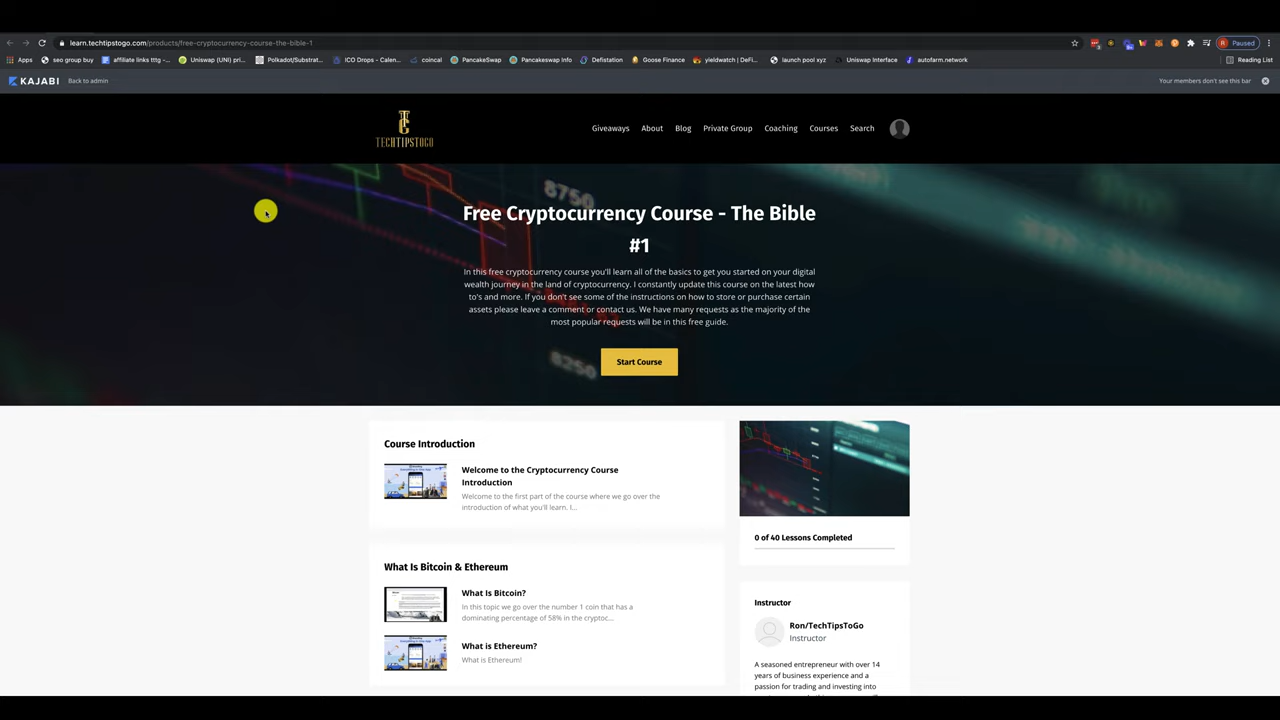 learn.techtipstogo.com/products/free-cryptocurrency-course-the-bible-1
Paused
Apps
seo group buy
affiliate links tttg -...
Uniswap (UNI) pri...
Polkadot/Substrat...
ICO Drops - Calen...
coincal
PancakeSwap
Pancakeswap Info
Defistation
Goose Finance
yieldwatch | DeFi...
launch pool xyz
Uniswap Interface
autofarm.network
Reading List
KAJABI
Back to admin
Your members don't see this bar
TECHTIPSTOGO
Giveaways
About
Blog
Private Group
Coaching
Courses
Search
8750
Free Cryptocurrency Course - The Bible
#1
In this free cryptocurrency course you'll learn all of the basics to get you started on your digital
wealth journey in the land of cryptocurrency. I constantly update this course on the latest how
to's and more. If you don't see some of the instructions on how to store or purchase certain
assets please leave a comment or contact us. We have many requests as the majority of the
most popular requests will be in this free guide.
8250
Start Course
Course Introduction
Welcome to the Cryptocurrency Course
Introduction
Welcome to the first part of the course where we go over the
introduction of what you'll learn. I...
0 of 40 Lessons Completed
What Is Bitcoin & Ethereum
What Is Bitcoin?
In this topic we go over the number 1 coin that has a
dominating percentage of 58% in the cryptoc...
What is Ethereum?
What is Ethereum!
Instructor
Ron/TechTipsToGo
Instructor
A seasoned entrepreneur with over 14
years of business experience and a
passion for trading and investing into